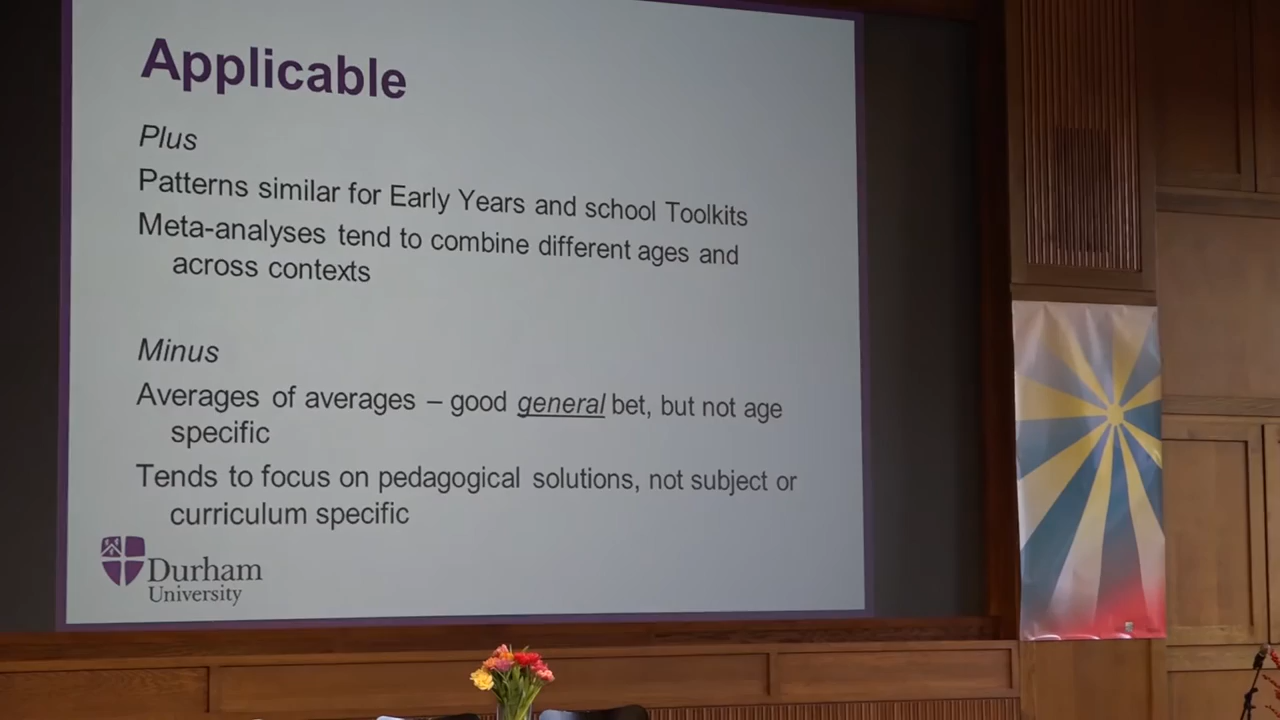 Applicable
Plus
Patterns similar for Early Years and school Toolkits
Meta-analyses tend to combine different ages and
across contexts
Minus
Averages of averages – good general bet, but not age
specific
Tends to focus on pedagogical solutions, not subject or
curriculum specific
Durham
University